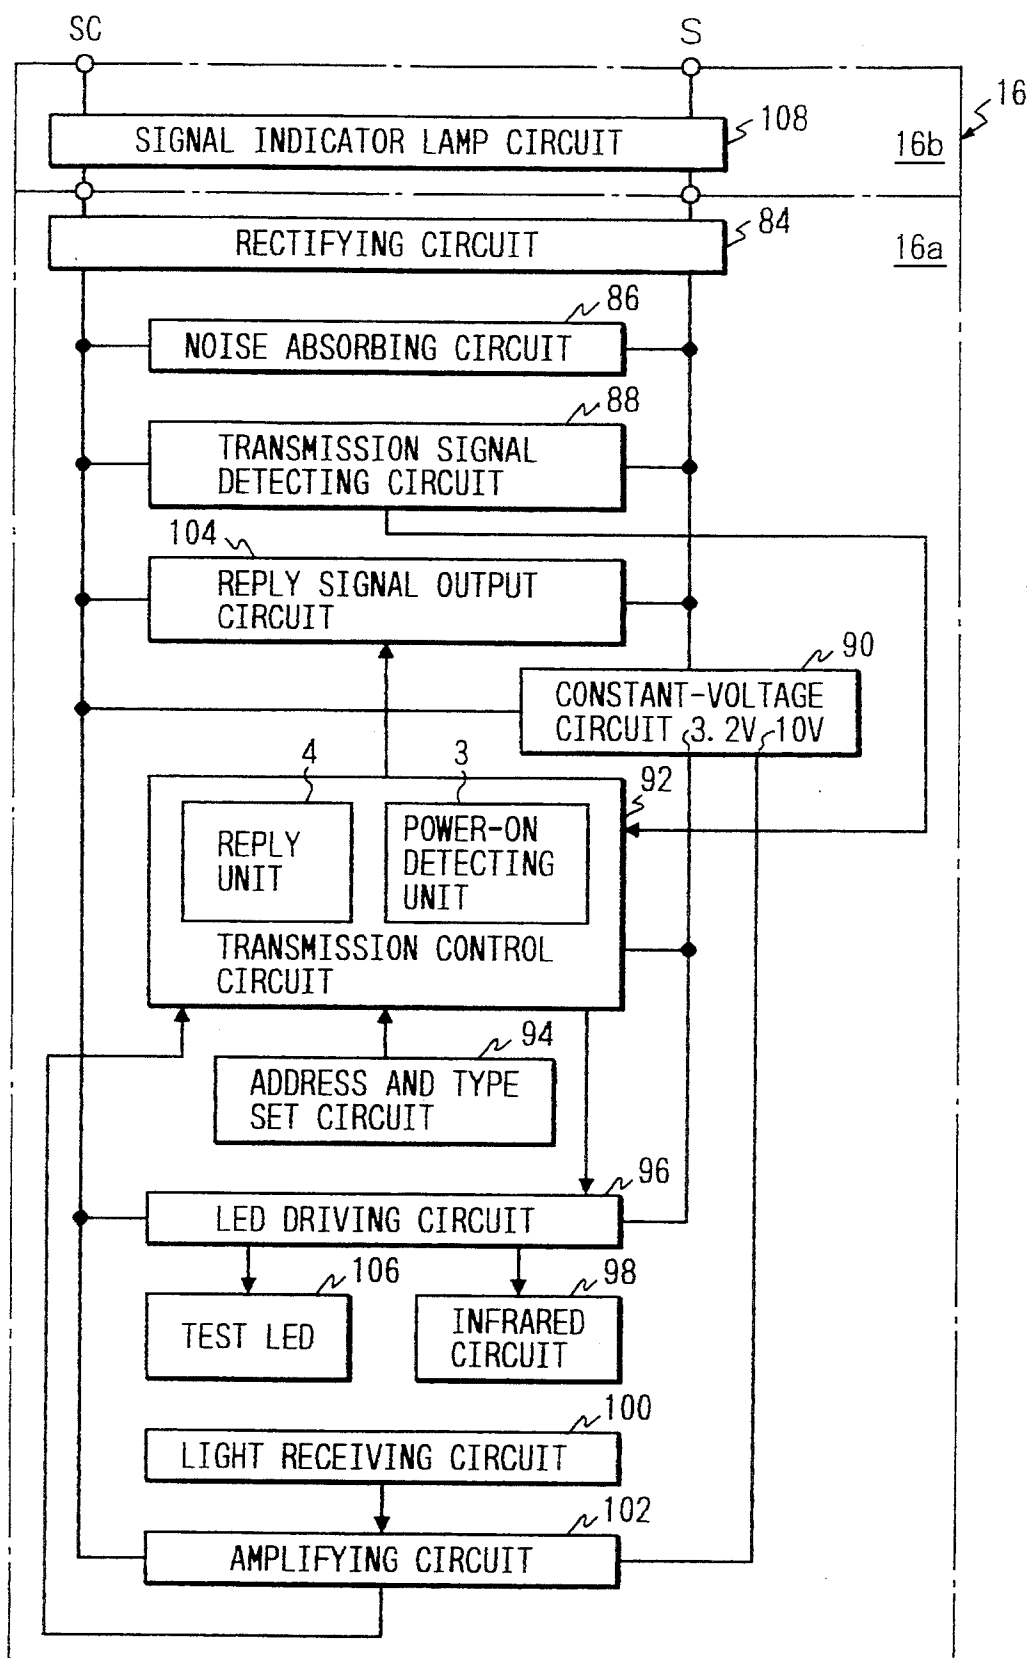 SC
S
16
SIGNAL INDICATOR LAMP CIRCUIT
108
16b
RECTIFYING CIRCUIT
84
16a
86
NOISE ABSORBING CIRCUIT
88
TRANSMISSION SIGNAL
DETECTING CIRCUIT
104
REPLY SIGNAL OUTPUT
CIRCUIT
90
CONSTANT-VOLTAGE
CIRCUIT 3.2V 10V
4
3
92
REPLY
UNIT
POWER-ON
DETECTING
UNIT
TRANSMISSION CONTROL
CIRCUIT
94
ADDRESS AND TYPE
SET CIRCUIT
96
LED DRIVING CIRCUIT
106
98
TEST LED
INFRARED
CIRCUIT
100
LIGHT RECEIVING CIRCUIT
102
AMPLIFYING CIRCUIT